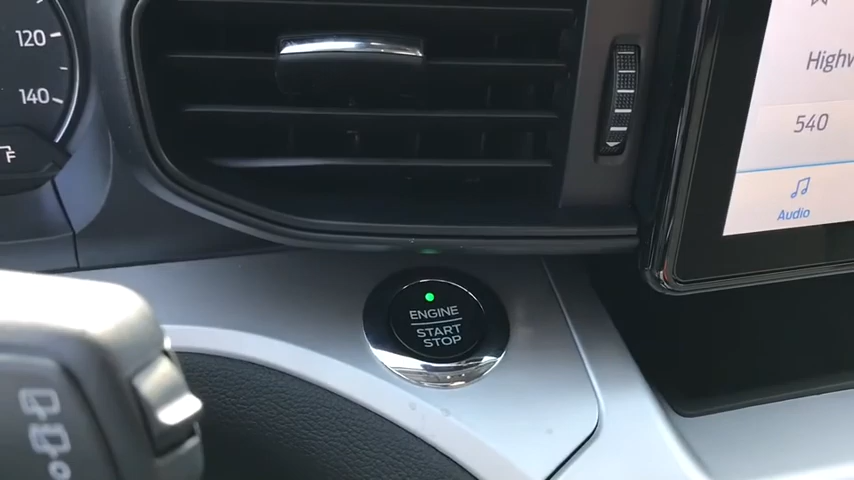 120
140
F
Highw
540
Audio
ENGINE
START
STOP